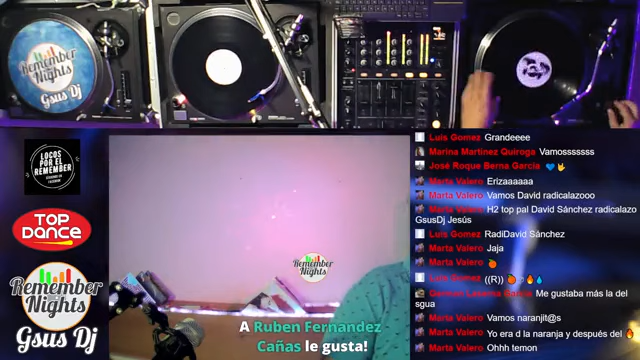 Remember
Nights
Gsus Dj
LOCOS
POR EL
REMEMBER
TOP
DANCE
Remember
Nights
Gsus Dj
Remember
Nights
A Ruben Fernandez
Cañas le gusta!
Luis Gomez Grandeeee
Marina Martinez Quiroga Vamosssssss
José Roque Berna Garcia 💙🤟
Marta Valero Erizaaaaaa
Marta Valero Vamos David radicalazooo
Marta Valero H2 top pal David Sánchez radicalazo
GsusDj Jesús
Luis Gomez RadiDavid Sánchez
Marta Valero Jaja
Marta Valero 🍊
Luis Gomez ((R))
Me gustaba más la del
sgua
Marta Valero Vamos naranjit@s
Marta Valero Yo era d la naranja y después del 🔥
Marta Valero Ohhh temon